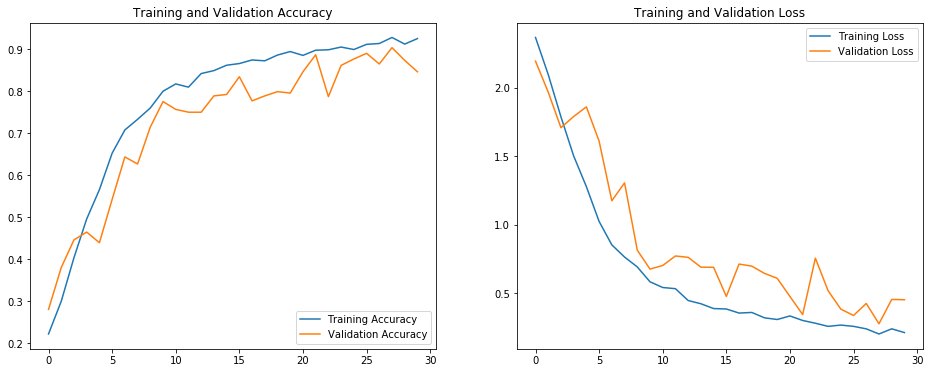 Training and Validation Accuracy
0.9
0.8
0.7
0.6
0.5
0.4
0.3
0.2
0 5 10 15 20 25 30
Training Accuracy
Validation Accuracy
Training and Validation Loss
2.0
1.5
1.0
0.5
0 5 10 15 20 25 30
Training Loss
Validation Loss